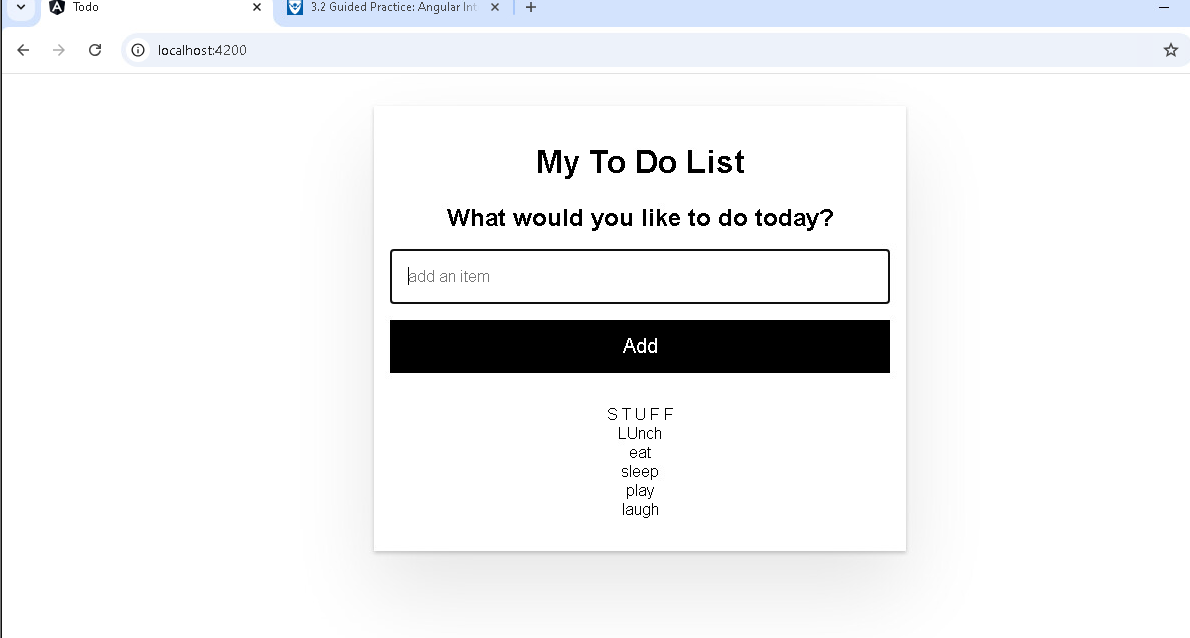 Todo
3.2 Guided Practice: Angular Int
localhost:4200
My To Do List
What would you like to do today?
add an item
Add
S T U F F
LUnch
eat
sleep
play
laugh